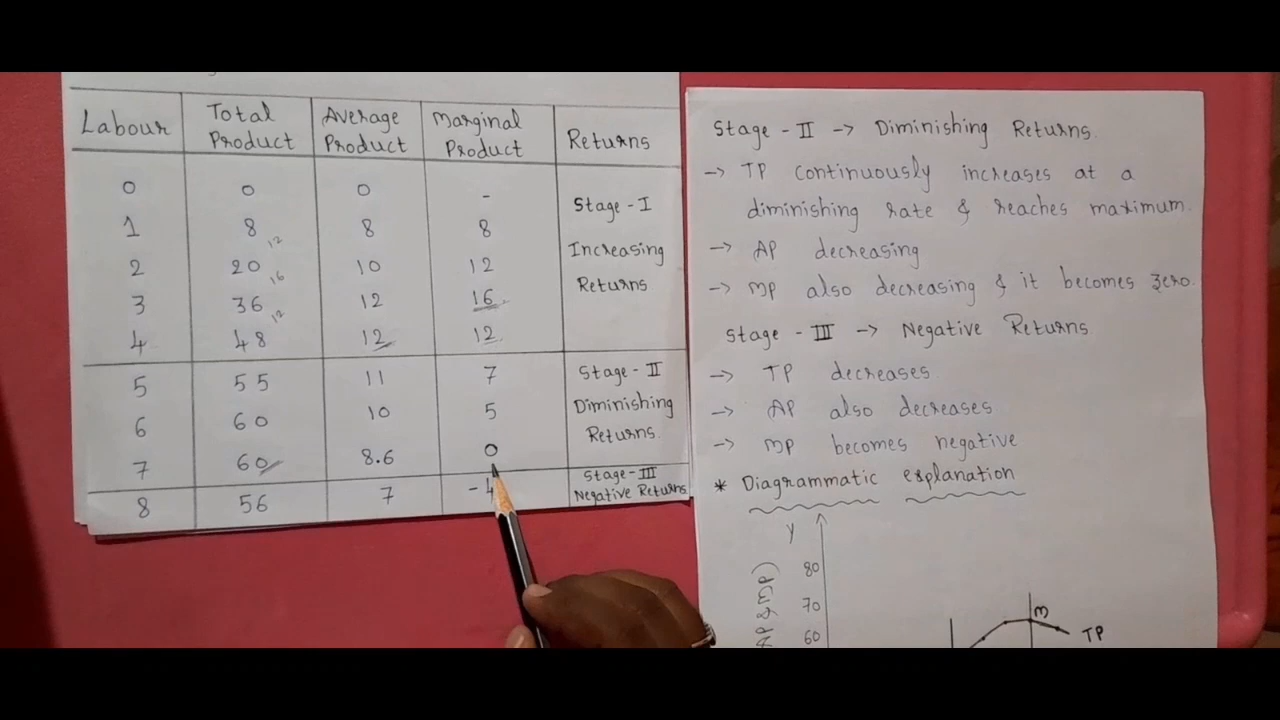 Labour Total Product Average Product Marginal Product Returns
0 0 0 - Stage - I
1 8 8 8
12
2 20 10 12 Increasing
16
3 36 12 16 Returns
12
4 48 12 12
5 55 11 7 Stage - II
6 60 10 5 Diminishing Returns.
7 60 8.6 0
8 56 7 -4 Stage - III Negative Returns
Stage - II -> Diminishing Returns.
-> TP continuously increases at a
diminishing rate & reaches maximum.
-> AP decreasing
-> MP also decreasing & it becomes zero.
Stage - III -> Negative Returns
-> TP decreases.
-> AP also decreases
-> MP becomes negative
* Diagrammatic explanation
Y
80
70
60
M
TP